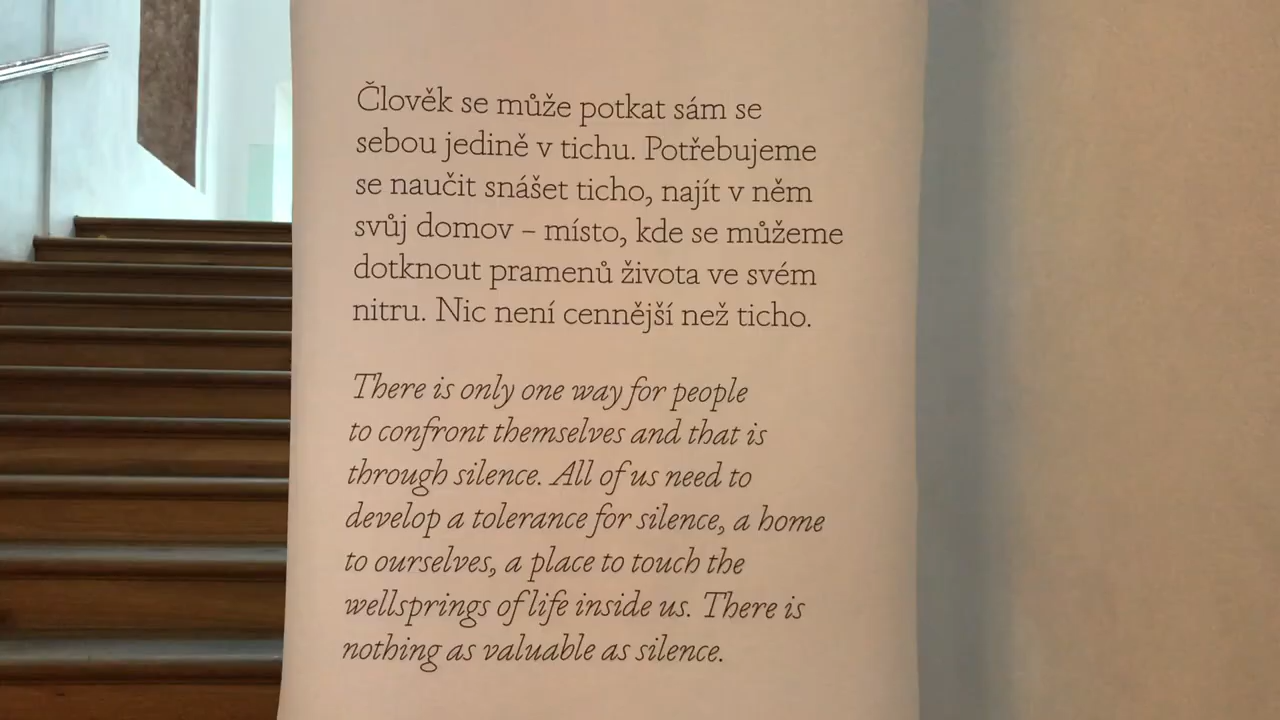 Člověk se může potkat sám se
sebou jedině v tichu. Potřebujeme
se naučit snášet ticho, najít v něm
svůj domov – místo, kde se můžeme
dotknout pramenů života ve svém
nitru. Nic není cennější než ticho.
There is only one way for people
to confront themselves and that is
through silence. All of us need to
develop a tolerance for silence, a home
to ourselves, a place to touch the
wellsprings of life inside us. There is
nothing as valuable as silence.